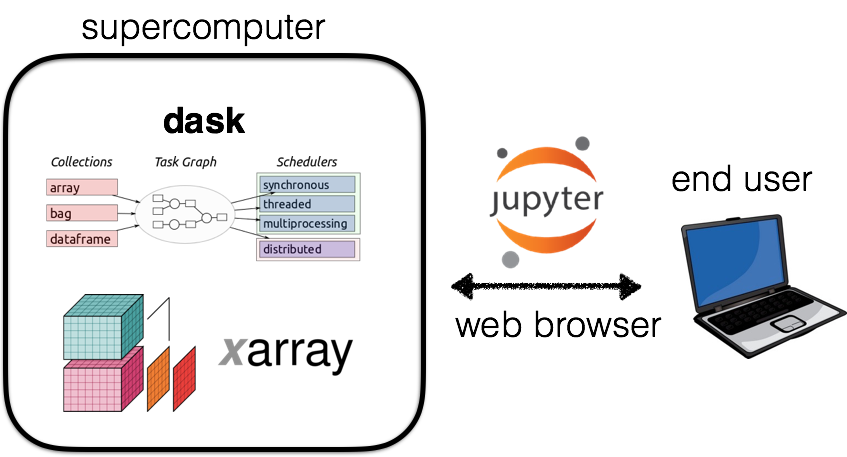 supercomputer
dask
Collections Task Graph Schedulers
array
bag
dataframe
synchronous
threaded
multiprocessing
distributed
xarray
jupyter
web browser
end user